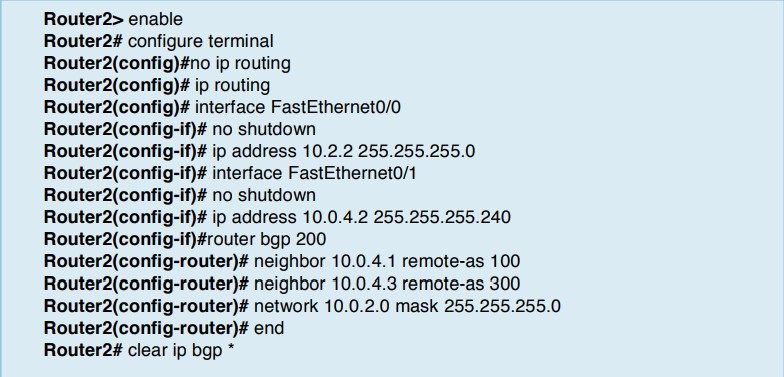 Router2> enable
Router2# configure terminal
Router2(config)#no ip routing
Router2(config)# ip routing
Router2(config)# interface FastEthernet0/0
Router2(config-if)# no shutdown
Router2(config-if)# ip address 10.2.2 255.255.255.0
Router2(config-if)# interface FastEthernet0/1
Router2(config-if)# no shutdown
Router2(config-if)# ip address 10.0.4.2 255.255.255.240
Router2(config-if)#router bgp 200
Router2(config-router)# neighbor 10.0.4.1 remote-as 100
Router2(config-router)# neighbor 10.0.4.3 remote-as 300
Router2(config-router)# network 10.0.2.0 mask 255.255.255.0
Router2(config-router)# end
Router2# clear ip bgp *